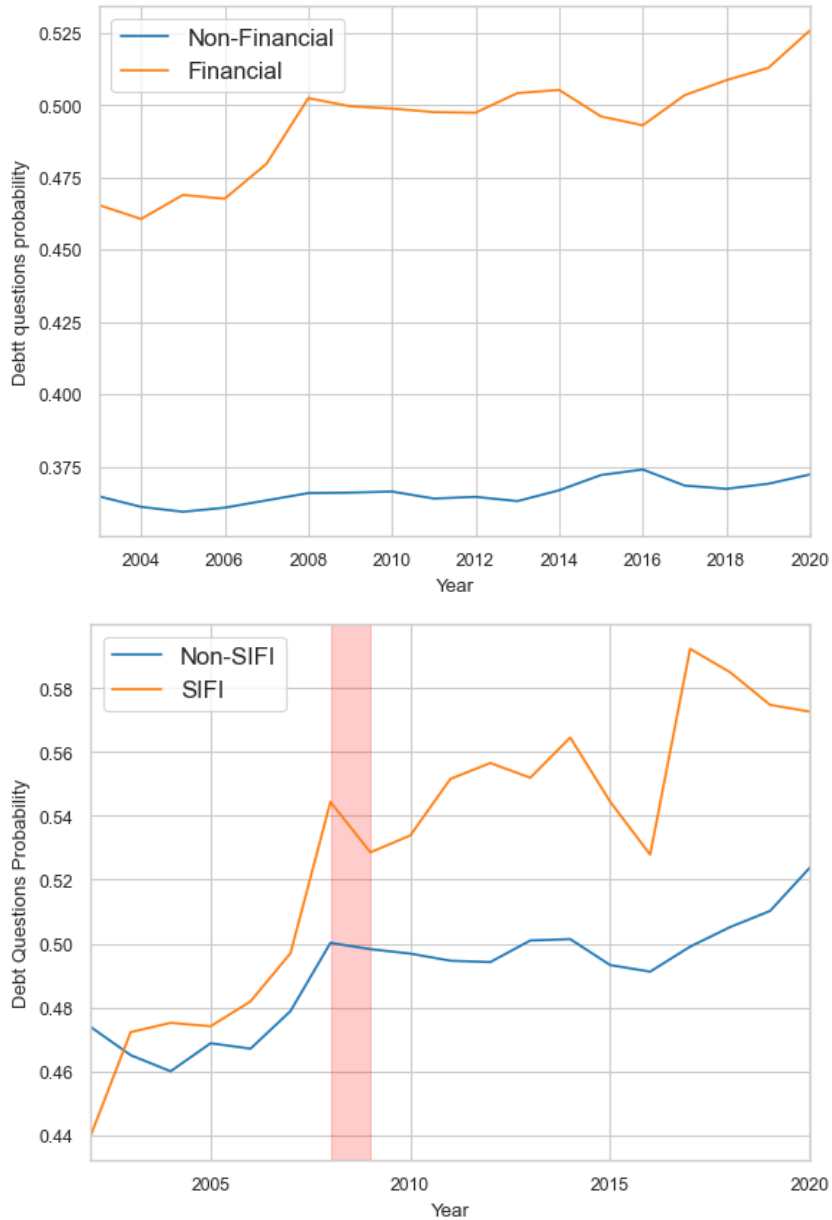 0.525
Non-Financial
Financial
0.500
0.475
0.450
0.425
0.400
0.375
Debtt questions probability
2004 2006 2008 2010 2012 2014 2016 2018 2020
Year
Non-SIFI
SIFI
0.58
0.56
0.54
0.52
0.50
0.48
0.46
0.44
Debt Questions Probability
2005 2010 2015 2020
Year